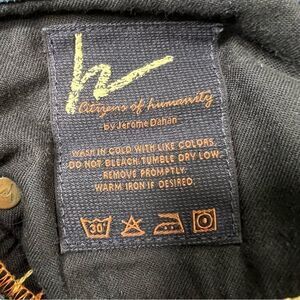 h
Citizens of humanity
-by Jerome Dahan-
WASH IN COLD WITH LIKE COLORS.
DO NOT BLEACH. TUMBLE DRY LOW.
REMOVE PROMPTLY.
WARM IRON IF DESIRED.
30